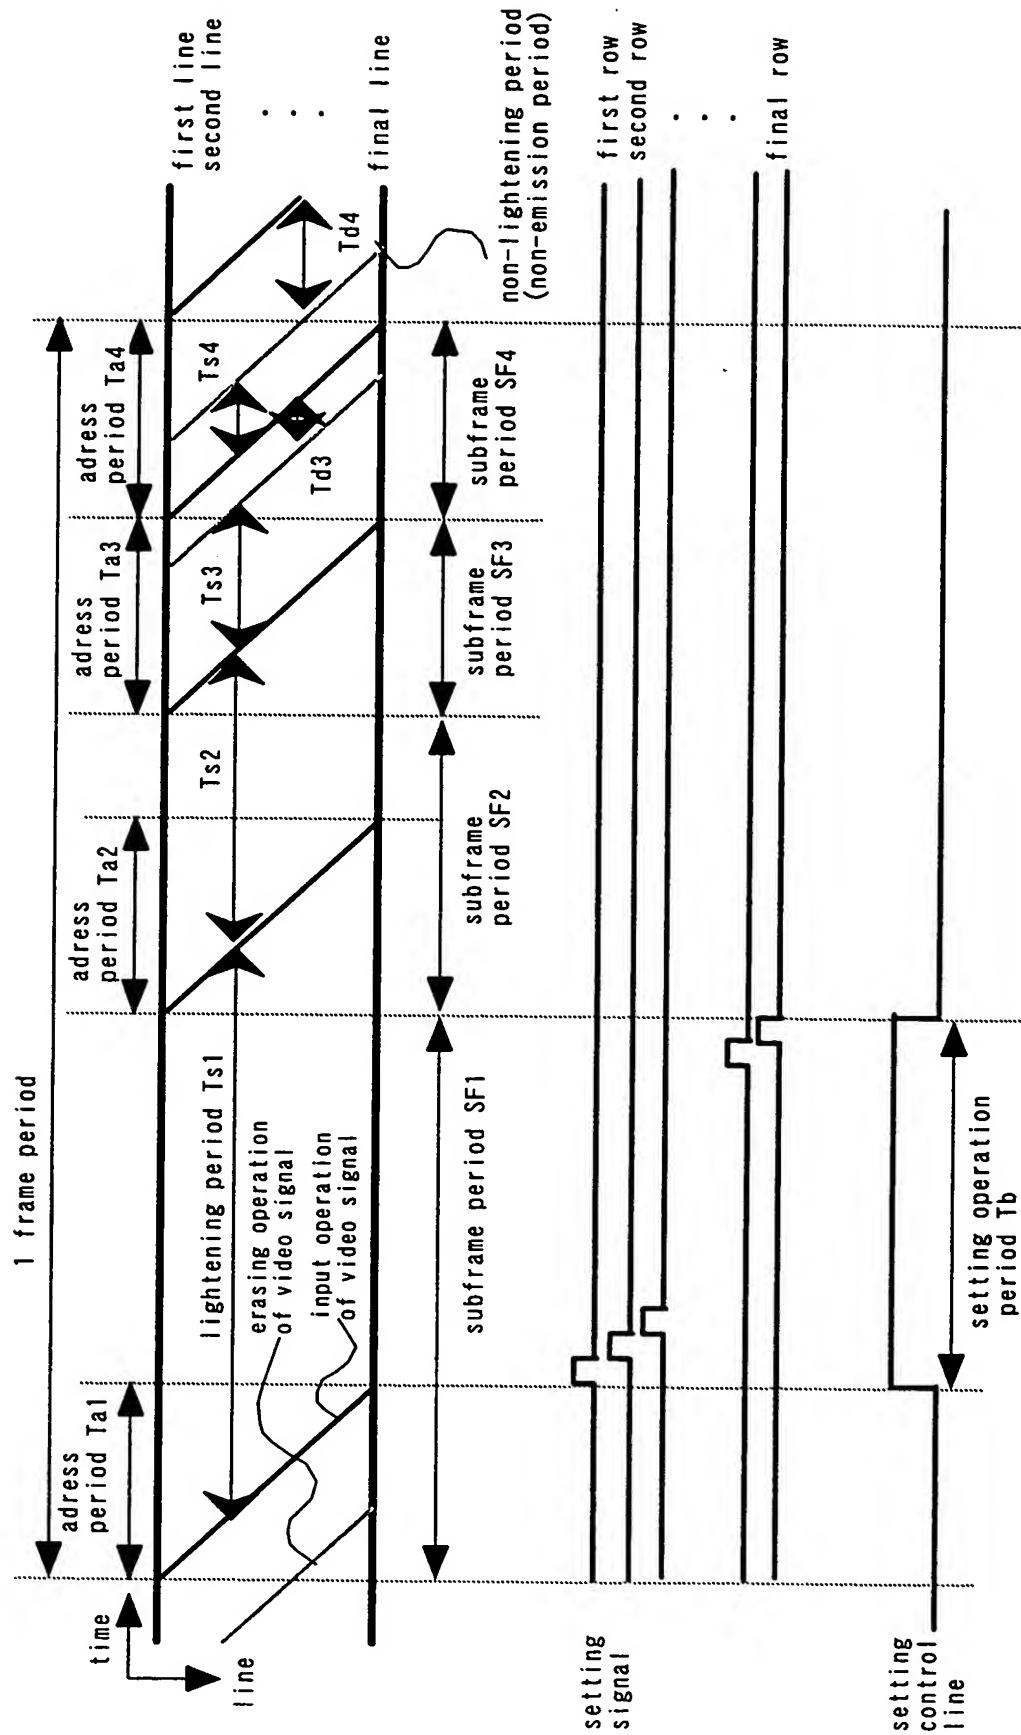 1 frame period
adress
period Ta1
adress
period Ta2
adress
period Ta3
adress
period Ta4
time
line
first line
second line
. . .
final line
lightening period Ts1
Ts2
Ts3
Ts4
Td3
Td4
erasing operation
of video signal
input operation
of video signal
non-lightening period
(non-emission period)
subframe period SF1
subframe
period SF2
subframe
period SF3
subframe
period SF4
setting
signal
first row
second row
. . .
final row
setting
control
line
setting operation
period Tb